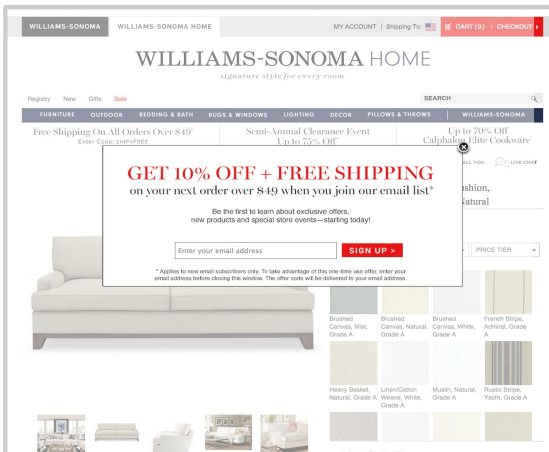 WILLIAMS-SONOMA
WILLIAMS-SONOMA HOME
MY ACCOUNT | Shipping To:
CART (0) | CHECKOUT
WILLIAMS-SONOMA HOME
signature style for every room
Registry New Gifts Sale
SEARCH
FURNITURE OUTDOOR BEDDING & BATH RUGS & WINDOWS LIGHTING DÉCOR PILLOWS & THROWS | WILLIAMS-SONOMA
Free Shipping On All Orders Over $49*
Enter Code: SHIP4FREE
Semi-Annual Clearance Event
Up to 75% Off*
Up to 70% Off
Calphalon Elite Cookware*
ALL YOU LIVE CHAT
GET 10% OFF + FREE SHIPPING
on your next order over $49 when you join our email list*
Be the first to learn about exclusive offers,
new products and special store events—starting today!
Enter your email address
SIGN UP >
* Applies to new email subscribers only. To take advantage of this one-time use offer, enter your
email address before closing this window. The offer code will be delivered to your email address.
Natural
PRICE TIER
Brushed Canvas, Mist, Grade A
Brushed Canvas, Natural, Grade A
Brushed Canvas, White, Grade A
French Stripe, Admiral, Grade A
Heavy Basket, Natural, Grade A
Linen/Cotton Weave, White, Grade A
Muslin, Natural, Grade A
Rustic Stripe, Yacht, Grade A